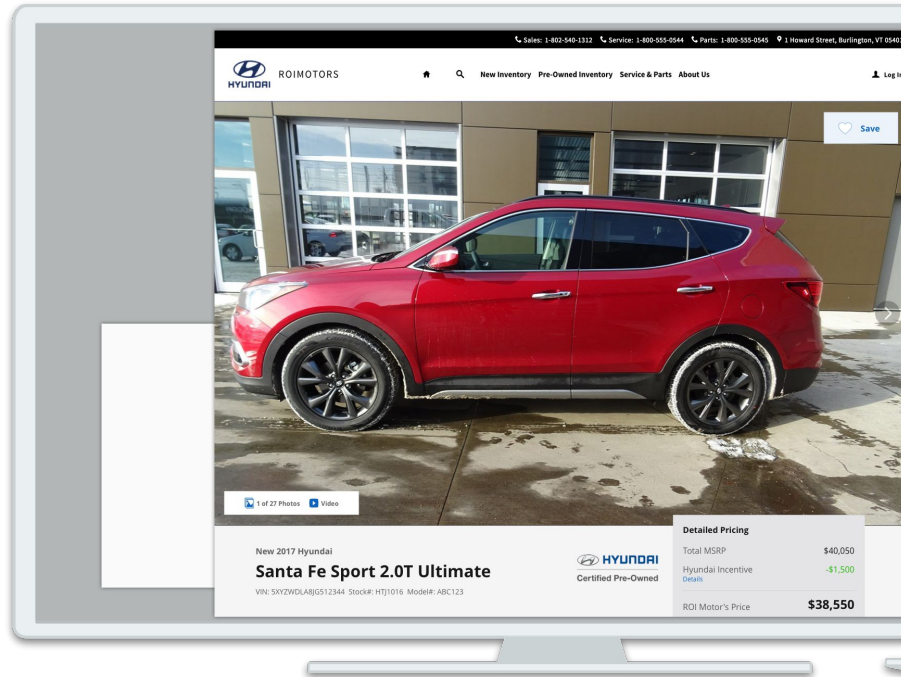 Sales: 1-802-540-1312 Service: 1-800-555-0544 Parts: 1-800-555-0545 1 Howard Street, Burlington, VT 05401
HYUNDAI ROIMOTORS New Inventory Pre-Owned Inventory Service & Parts About Us Log In
Save
1 of 27 Photos Video
Detailed Pricing
New 2017 Hyundai
Santa Fe Sport 2.0T Ultimate
VIN: 5XYZWDLA8JG512344 Stock#: HTJ1016 Model#: ABC123
HYUNDAI
Certified Pre-Owned
Total MSRP $40,050
Hyundai Incentive -$1,500
Details
ROI Motor's Price $38,550